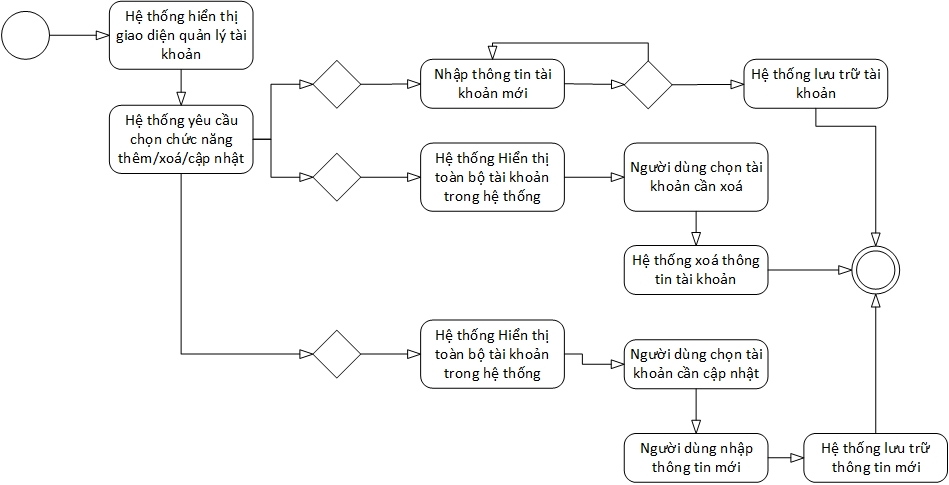 Hệ thống hiển thị
giao diện quản lý tài
khoản
Hệ thống yêu cầu
chọn chức năng
thêm/xoá/cập nhật
Nhập thông tin tài
khoản mới
Hệ thống lưu trữ tài
khoản
Hệ thống Hiển thị
toàn bộ tài khoản
trong hệ thống
Người dùng chọn tài
khoản cần xoá
Hệ thống xoá thông
tin tài khoản
Hệ thống Hiển thị
toàn bộ tài khoản
trong hệ thống
Người dùng chọn tài
khoản cần cập nhật
Người dùng nhập
thông tin mới
Hệ thống lưu trữ
thông tin mới